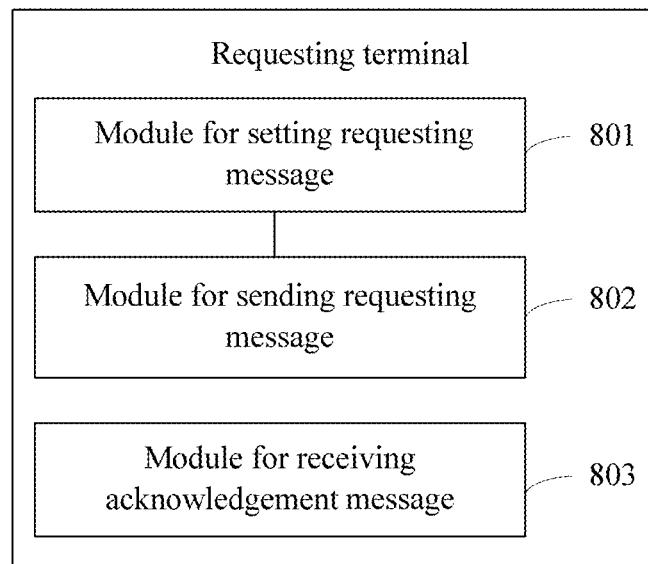 Requesting terminal
Module for setting requesting
message
801
Module for sending requesting
message
802
Module for receiving
acknowledgement message
803